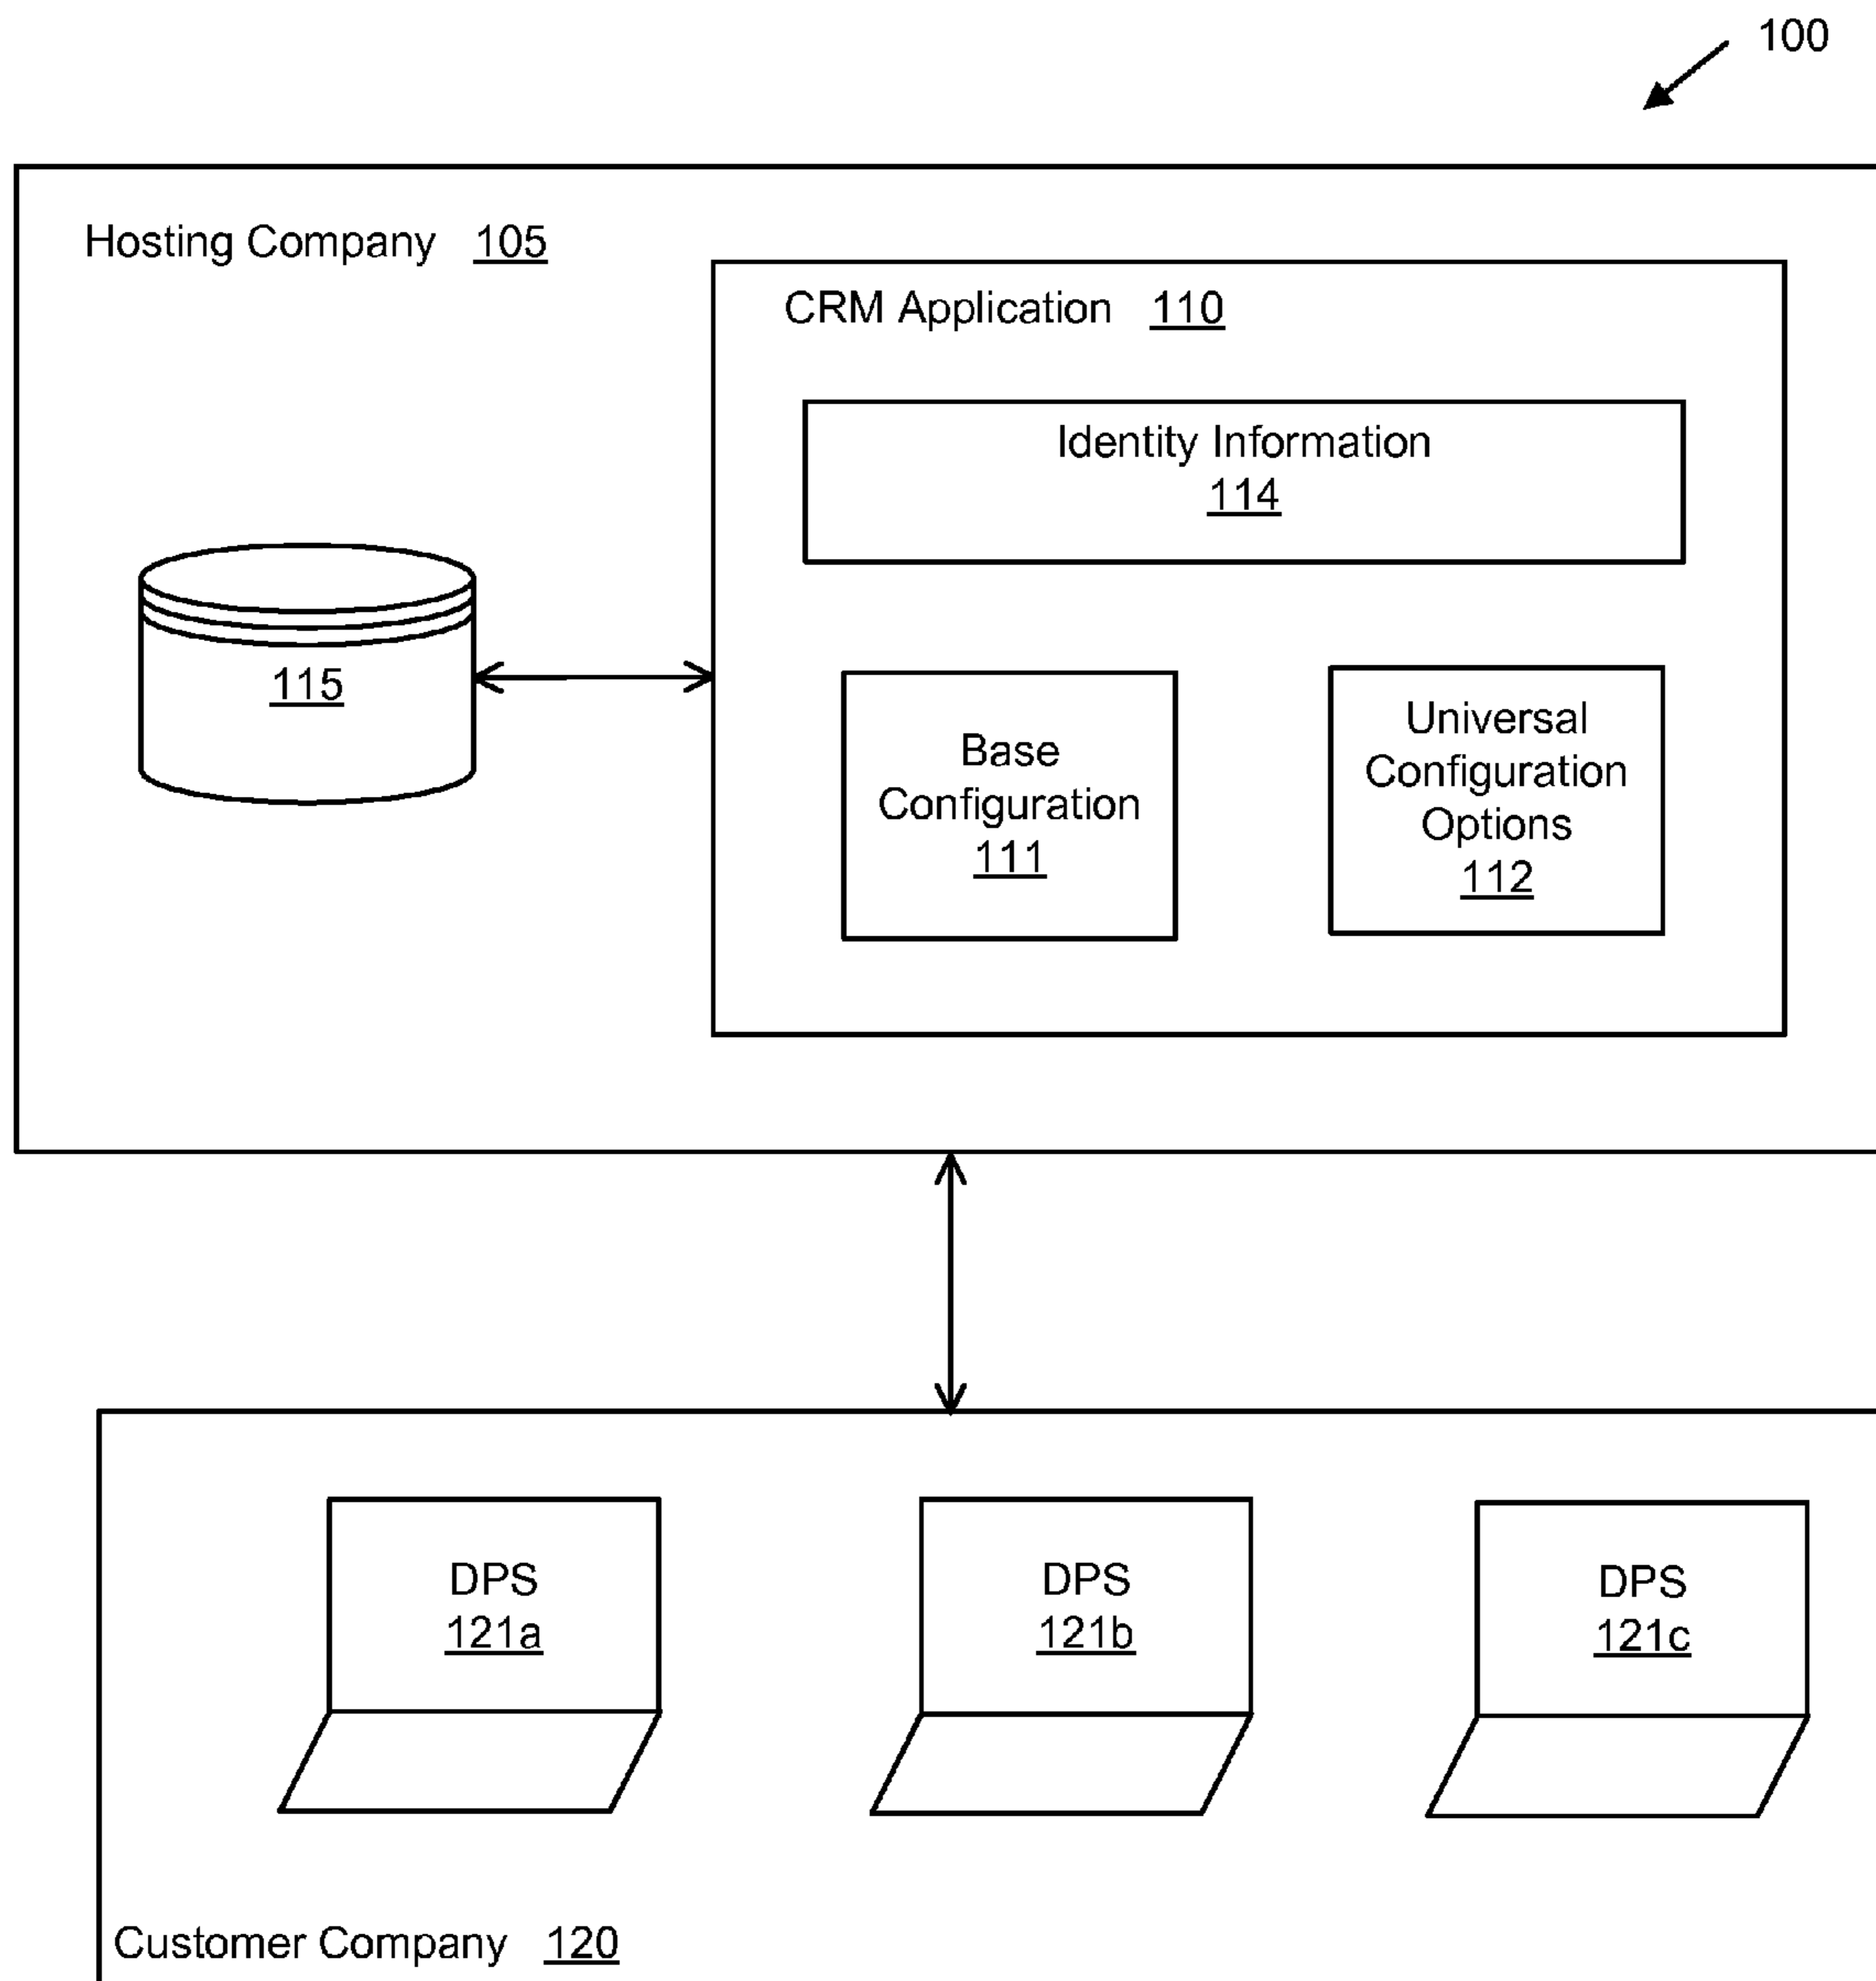 100
Hosting Company 105
CRM Application 110
Identity Information
114
115
Base
Configuration
111
Universal
Configuration
Options
112
DPS
121a
DPS
121b
DPS
121c
Customer Company 120